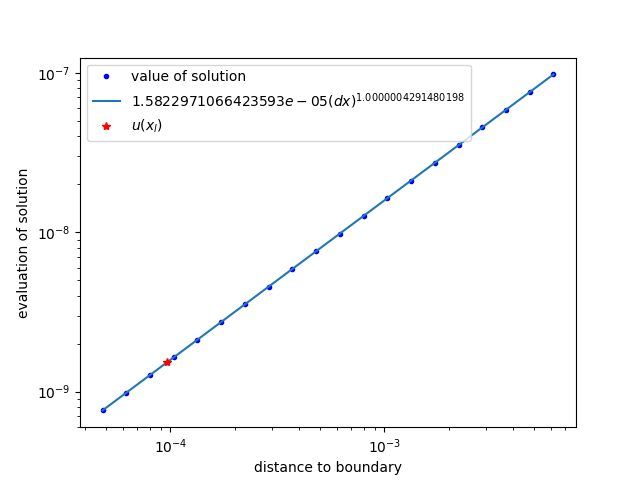 value of solution
1.5822971066423593e − 05(dx)^1.0000004291480198
u(x_l)
10^−7
10^−8
10^−9
evaluation of solution
10^−4 10^−3
distance to boundary